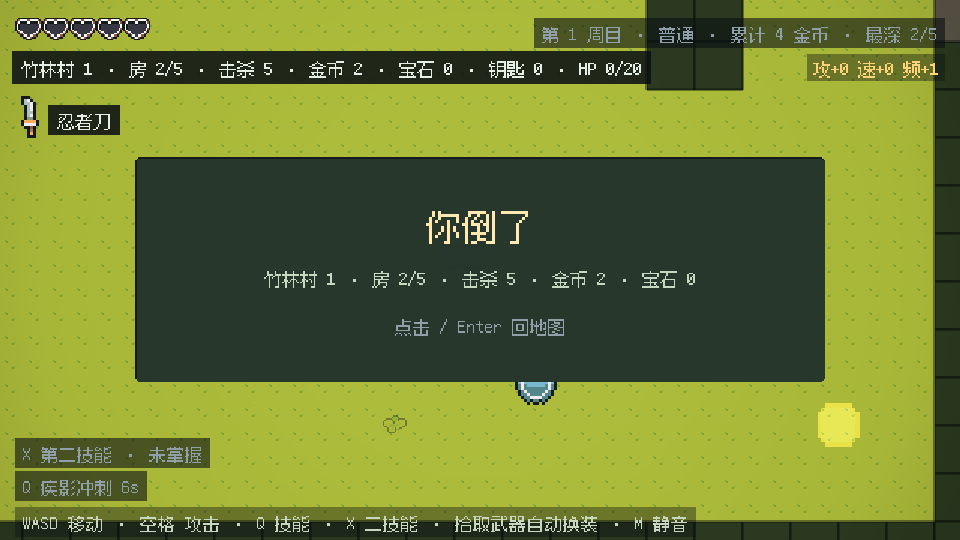 第 1 周目 · 普通 · 累计 4 金币 · 最深 2/5
竹林村 1 · 房 2/5 · 击杀 5 · 金币 2 · 宝石 0 · 钥匙 0 · HP 0/20
攻+0 速+0 频+1
忍者刀
你倒了
竹林村 1 · 房 2/5 · 击杀 5 · 金币 2 · 宝石 0
点击 / Enter 回地图
X 第二技能 · 未掌握
Q 疾影冲刺 6s
WASD 移动 · 空格 攻击 · Q 技能 · X 二技能 · 拾取武器自动换装 · M 静音